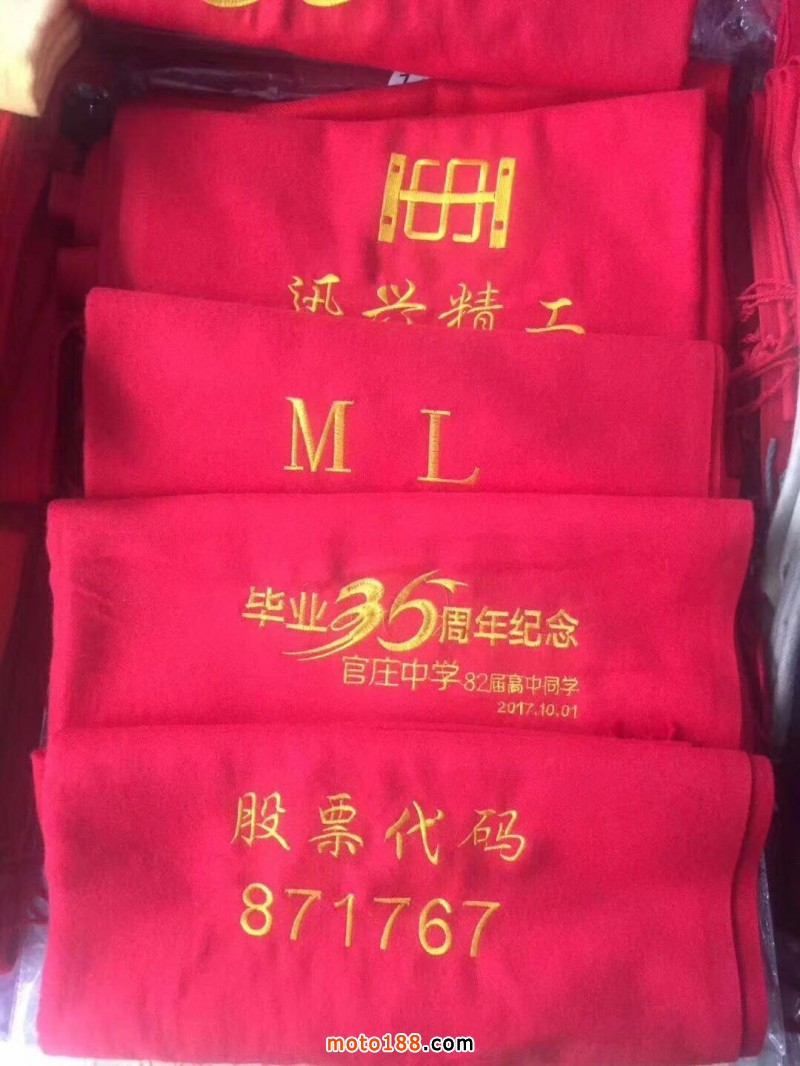 讯兴精工
M L
毕业35周年纪念
官庄中学82届高中同学
2017.10.01
股票代码
871767
moto188.com